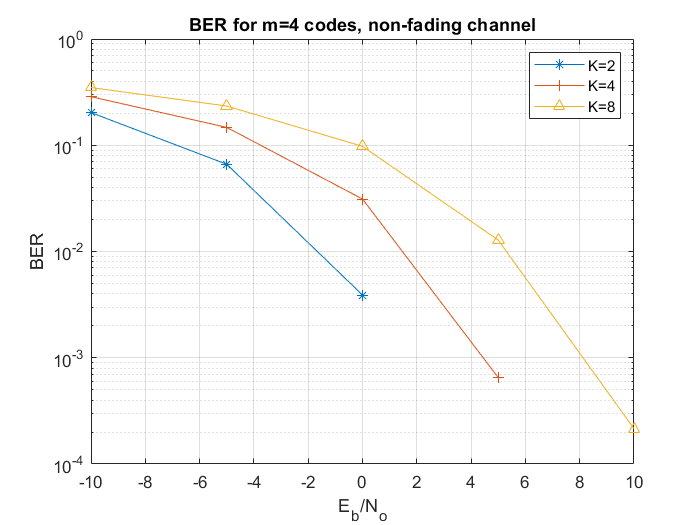 BER for m=4 codes, non-fading channel
K=2
K=4
K=8
10^0
10^-1
10^-2
10^-3
10^-4
BER
-10 -8 -6 -4 -2 0 2 4 6 8 10
E_b/N_o